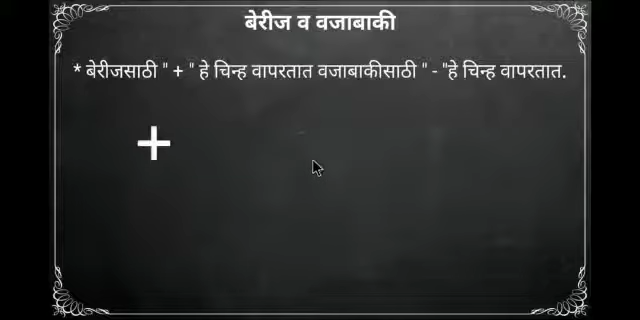 बेरीज व वजाबाकी
* बेरीजसाठी " + " हे चिन्ह वापरतात वजाबाकीसाठी " - "हे चिन्ह वापरतात.
+